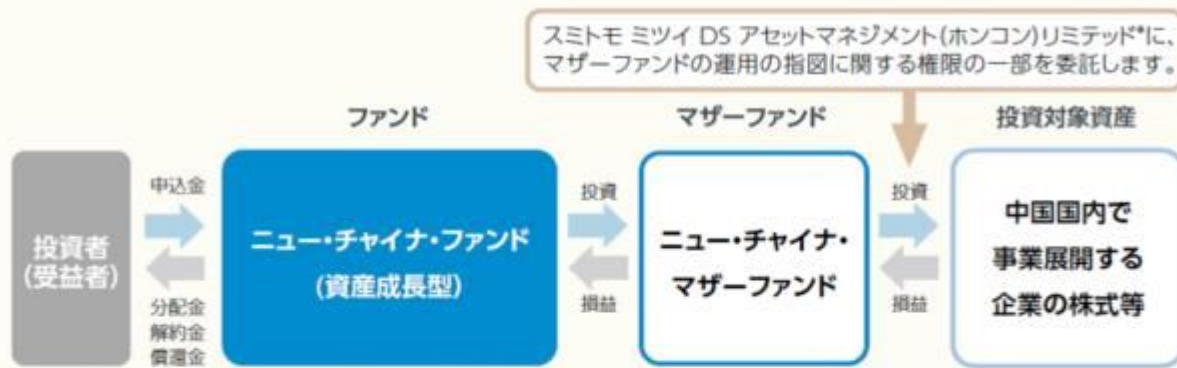 スミトモ ミツイ DS アセットマネジメント(ホンコン)リミテッド*に、
マザーファンドの運用の指図に関する権限の一部を委託します。
ファンド
マザーファンド
投資対象資産
投資者
(受益者)
申込金
分配金
解約金
償還金
ニュー・チャイナ・ファンド
(資産成長型)
投資
損益
ニュー・チャイナ・
マザーファンド
投資
損益
中国国内で
事業展開する
企業の株式等